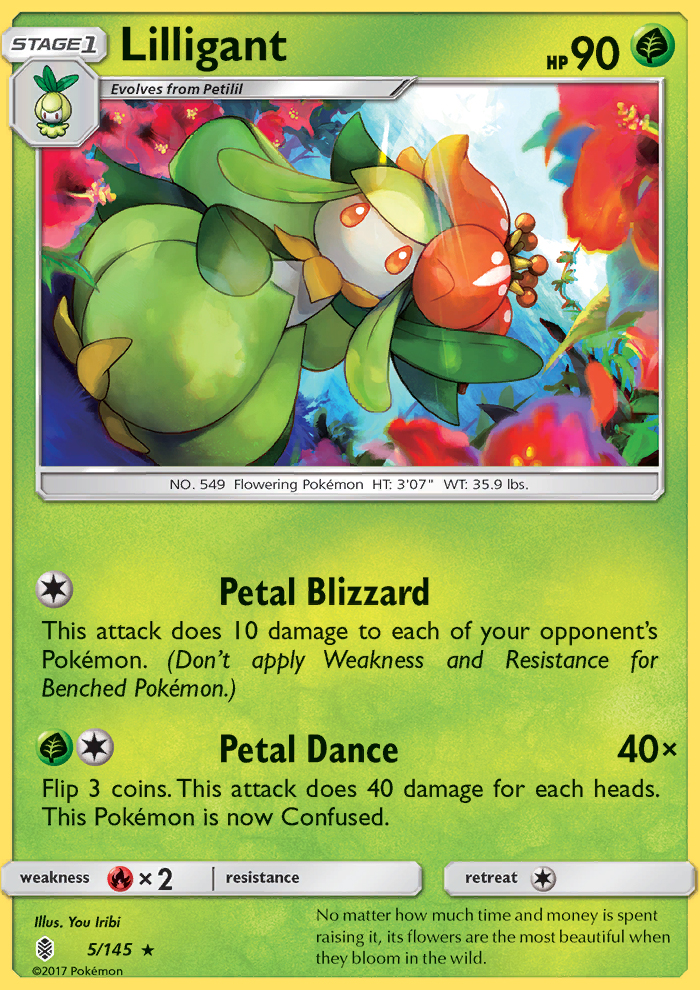 STAGE 1
Lilligant
HP 90
Evolves from Petilil
NO. 549 Flowering Pokémon HT: 3'07" WT: 35.9 lbs.
Petal Blizzard
This attack does 10 damage to each of your opponent's
Pokémon. (Don't apply Weakness and Resistance for
Benched Pokémon.)
Petal Dance 40×
Flip 3 coins. This attack does 40 damage for each heads.
This Pokémon is now Confused.
weakness × 2 resistance retreat
Illus. You Iribi
5/145 ★
©2017 Pokémon
No matter how much time and money is spent
raising it, its flowers are the most beautiful when
they bloom in the wild.